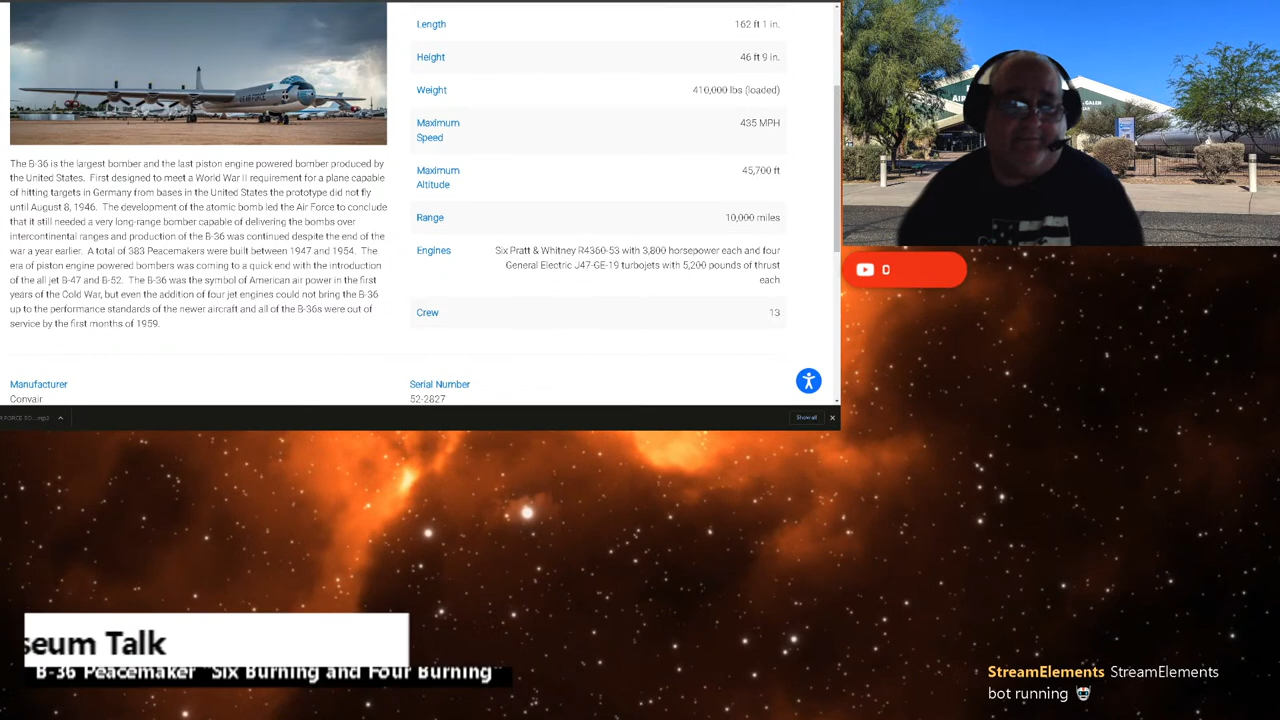 The B-36 is the largest bomber and the last piston engine powered bomber produced by
the United States. First designed to meet a World War II requirement for a plane capable
of hitting targets in Germany from bases in the United States the prototype did not fly
until August 8, 1946. The development of the atomic bomb led the Air Force to conclude
that it still needed a very long-range bomber capable of delivering the bombs over
intercontinental ranges and production of the B-36 was continued despite the end of the
war a year earlier. A total of 383 Peacemakers were built between 1947 and 1954. The
era of piston engine powered bombers was coming to a quick end with the introduction
of the all jet B-47 and B-52. The B-36 was the symbol of American air power in the first
years of the Cold War, but even the addition of four jet engines could not bring the B-36
up to the performance standards of the newer aircraft and all of the B-36s were out of
service by the first months of 1959.
Length 162 ft 1 in.
Height 46 ft 9 in.
Weight 410,000 lbs (loaded)
Maximum Speed 435 MPH
Maximum Altitude 45,700 ft
Range 10,000 miles
Engines Six Pratt & Whitney R4360-53 with 3,800 horsepower each and four
General Electric J47-GE-19 turbojets with 5,200 pounds of thrust
each
Crew 13
Manufacturer
Convair
Serial Number
52-2827
Show all
0
seum Talk
B-36 Peacemaker "Six Burning and Four Burning"
StreamElements StreamElements
bot running